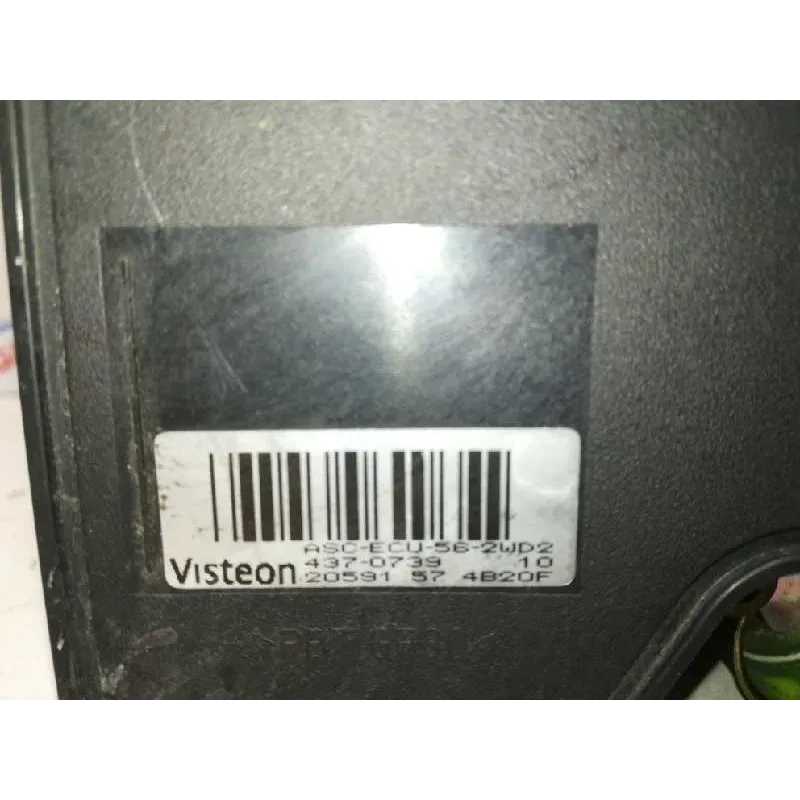 ASC-ECU-56-2WD2
437-0739 10
Visteon 20591 57 4B20F